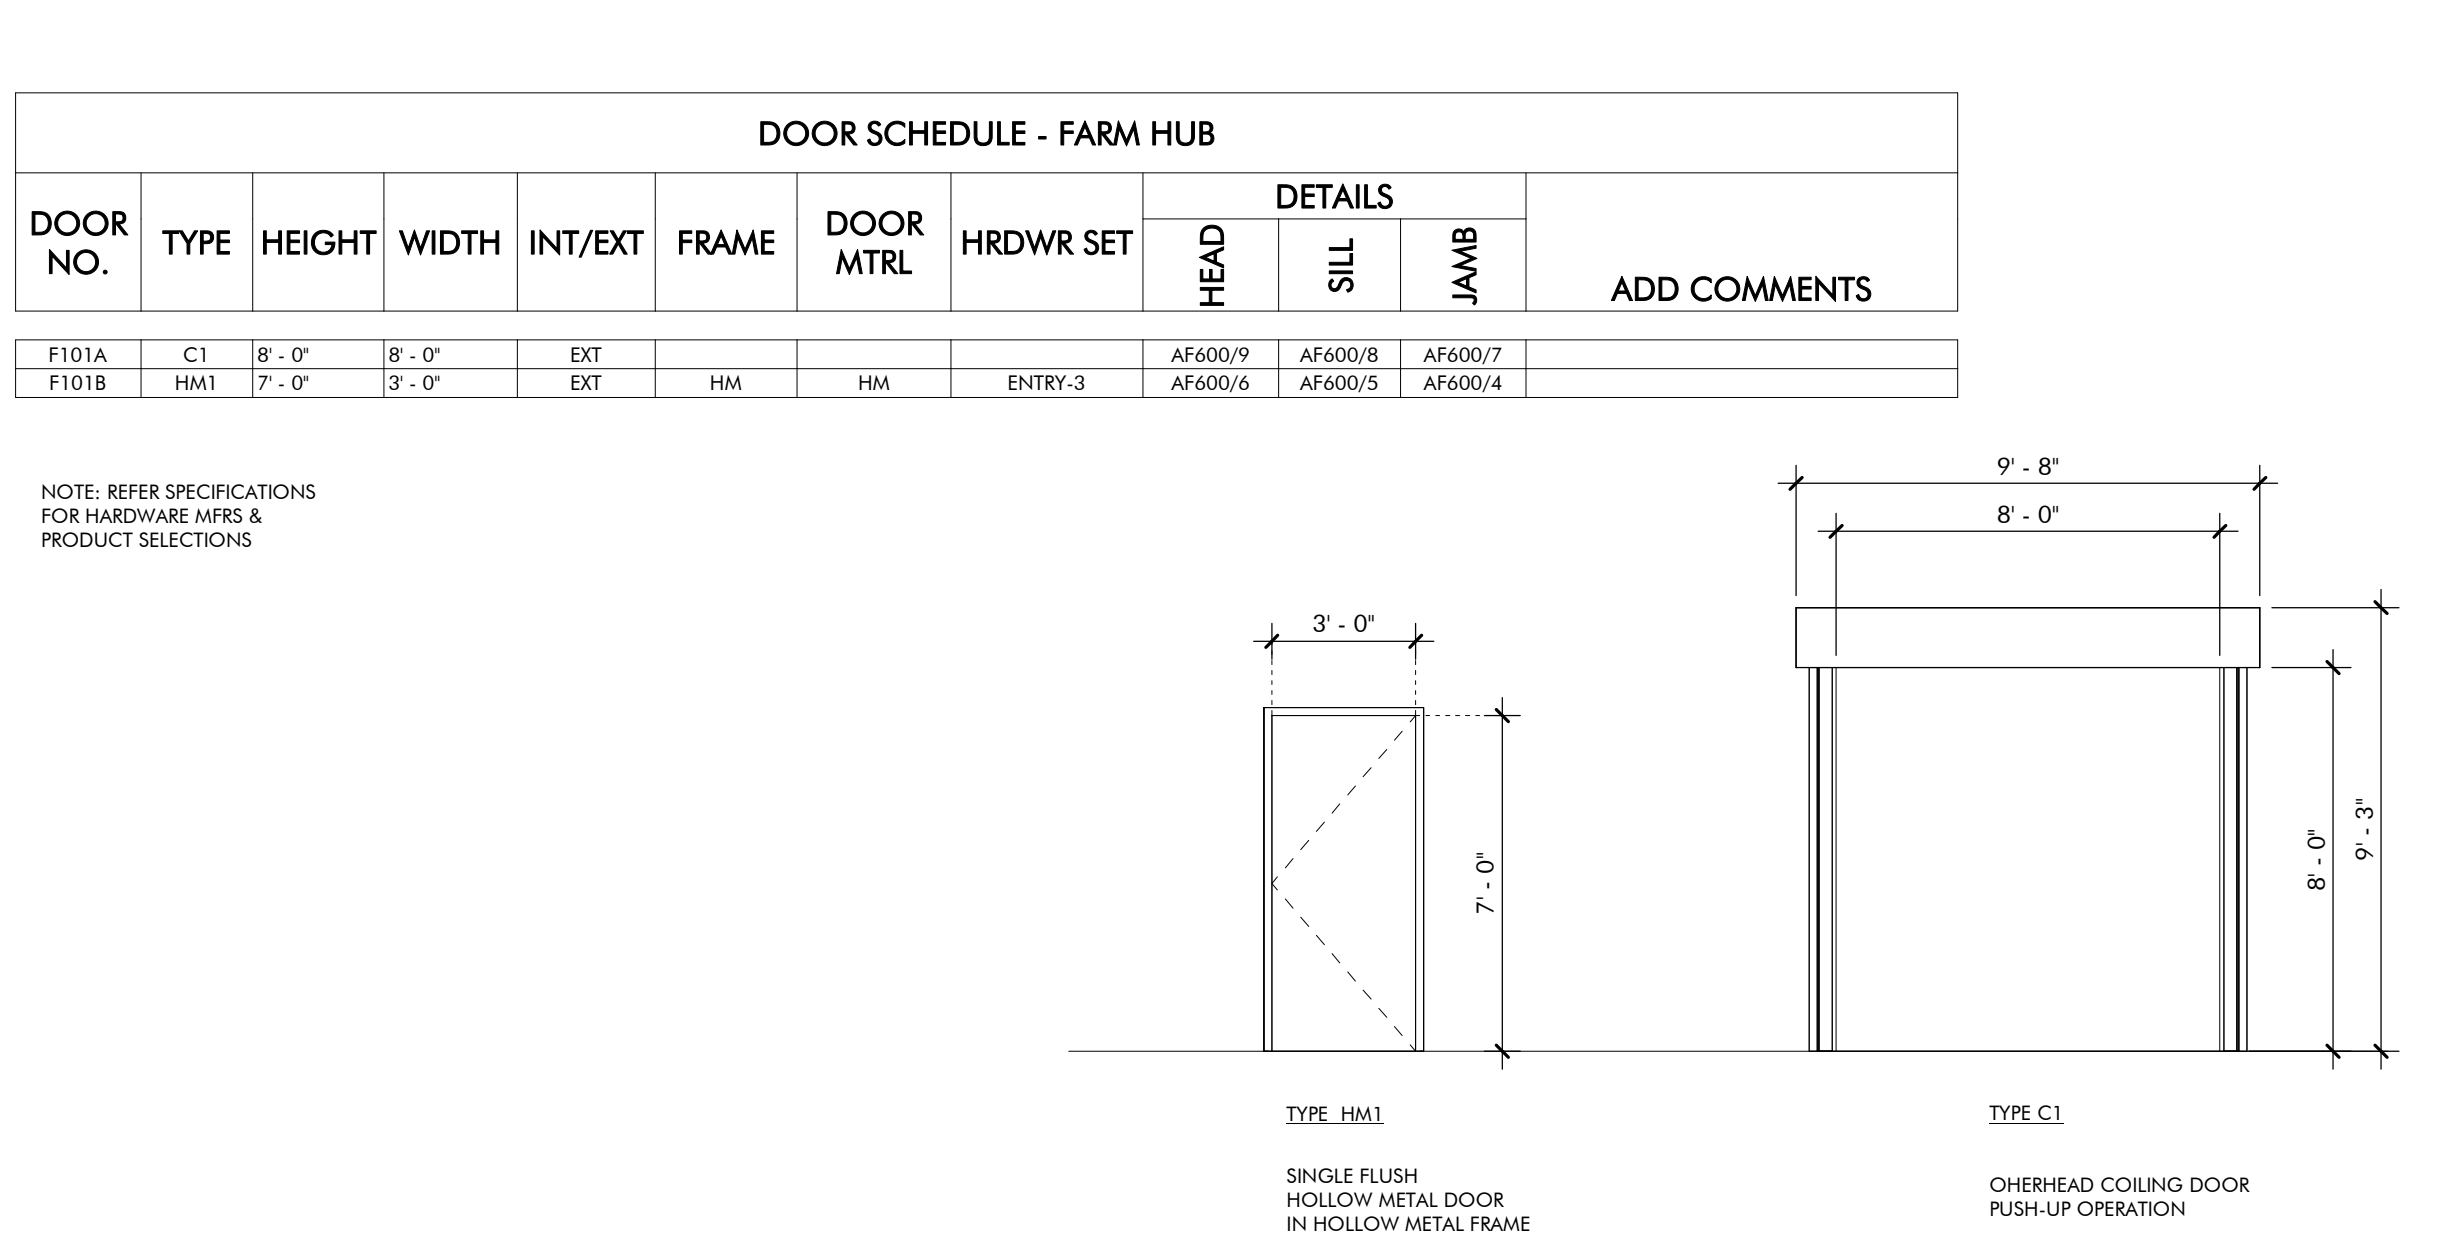 DOOR SCHEDULE - FARM HUB
DOOR
NO.
TYPE
HEIGHT
WIDTH
INT/EXT
FRAME
DOOR
MTRL
HRDWR SET
DETAILS
HEAD
SILL
JAMB
ADD COMMENTS
F101A C1 8' - 0" 8' - 0" EXT AF600/9 AF600/8 AF600/7
F101B HM1 7' - 0" 3' - 0" EXT HM HM ENTRY-3 AF600/6 AF600/5 AF600/4
NOTE: REFER SPECIFICATIONS
FOR HARDWARE MFRS &
PRODUCT SELECTIONS
3' - 0"
7' - 0"
TYPE HM1
SINGLE FLUSH
HOLLOW METAL DOOR
IN HOLLOW METAL FRAME
9' - 8"
8' - 0"
8' - 0"
9' - 3"
TYPE C1
OHERHEAD COILING DOOR
PUSH-UP OPERATION